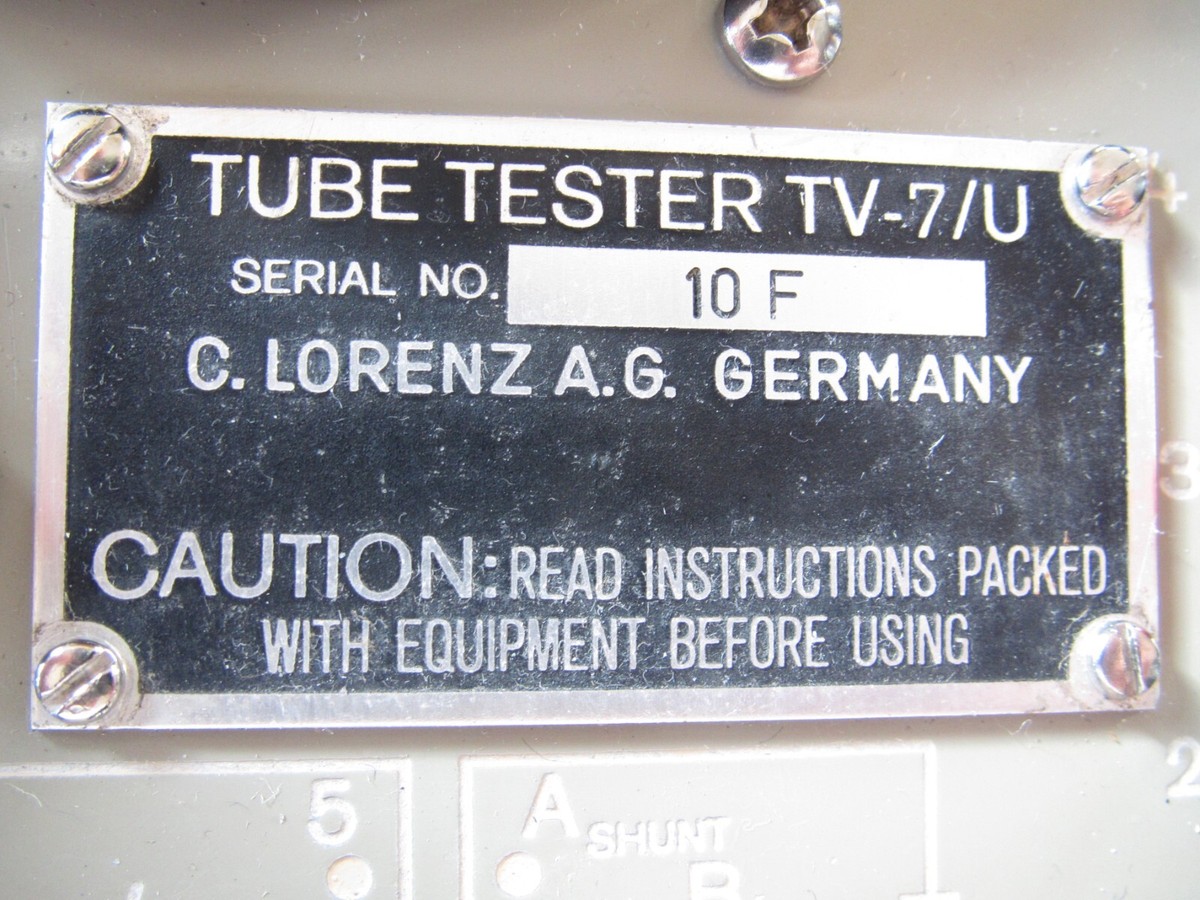 TUBE TESTER TV-7/U
SERIAL NO. 10 F
C. LORENZ A.G. GERMANY
CAUTION: READ INSTRUCTIONS PACKED
WITH EQUIPMENT BEFORE USING
3
2
5
A
SHUNT
B